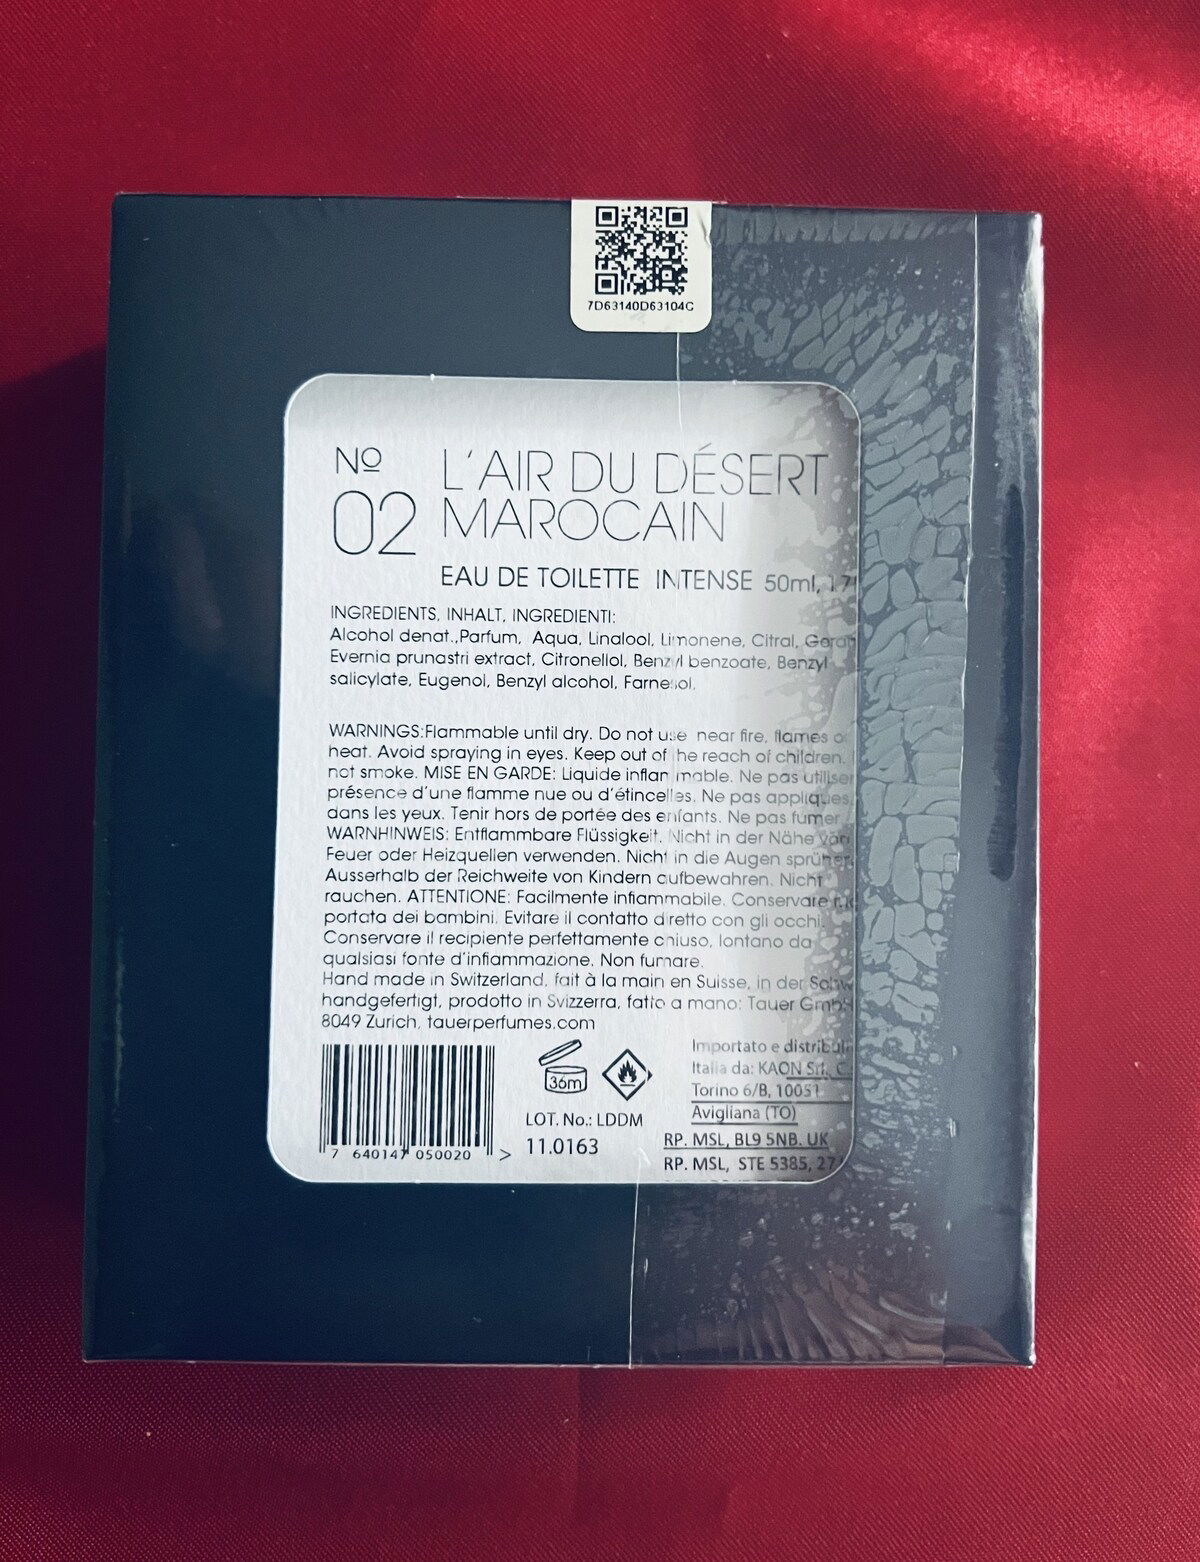 7D63140D63104G
Nº
02
L'AIR DU DÉSERT
MAROCAIN
EAU DE TOILETTE INTENSE 50ml,
INGREDIENTS, INHALT, INGREDIENTI:
Alcohol denat.,Parfum, Aqua, Linalool, Limonene, Citral,
Evernia prunastri extract, Citronellol, Benzyl benzoate, Benzyl
salicylate, Eugenol, Benzyl alcohol, Farnesol.
WARNINGS:Flammable until dry. Do not use near fire, flames
heat. Avoid spraying in eyes. Keep out of the reach of children.
not smoke. MISE EN GARDE: Liquide inflammable. Ne pas utiliser
présence d'une flamme nue ou d'étincelles. Ne pas appliques
dans les yeux. Tenir hors de portée des enfants. Ne pas fumer
WARNHINWEIS: Entflammbare Flüssigkeit. Nicht in der Nähe von
Feuer oder Heizquellen verwenden. Nicht in die Augen sprühen
Ausserhalb der Reichweite von Kindern aufbewahren. Nicht
rauchen. ATTENTIONE: Facilmente infiammabile. Conservare
portata dei bambini. Evitare il contatto diretto con gli occhi.
Conservare il recipiente perfettamente chiuso, lontano da
qualsiasi fonte d'infiammazione. Non fumare.
Hand made in Switzerland, fait à la main en Suisse, in der
handgefertigt, prodotto in Svizzerra, fatto a mano: Tauer GmbH
8049 Zurich, tauerperfumes.com
7 640147 050020 >
36m
LOT. No.: LDDM
11.0163
Importato e
Italia da: KAON Srl, C.
Torino 6/B, 10051
Avigliana (TO)
RP. MSL, BL9 5NB. UK
RP. MSL, STE 5385,